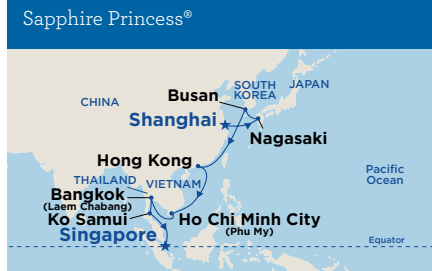 Sapphire Princess®
SOUTH
KOREA
JAPAN
Busan
CHINA
Shanghai
Nagasaki
Hong Kong
Pacific
Ocean
THAILAND
VIETNAM
Bangkok
(Laem Chabang)
Ko Samui
Ho Chi Minh City
(Phu My)
Singapore
Equator